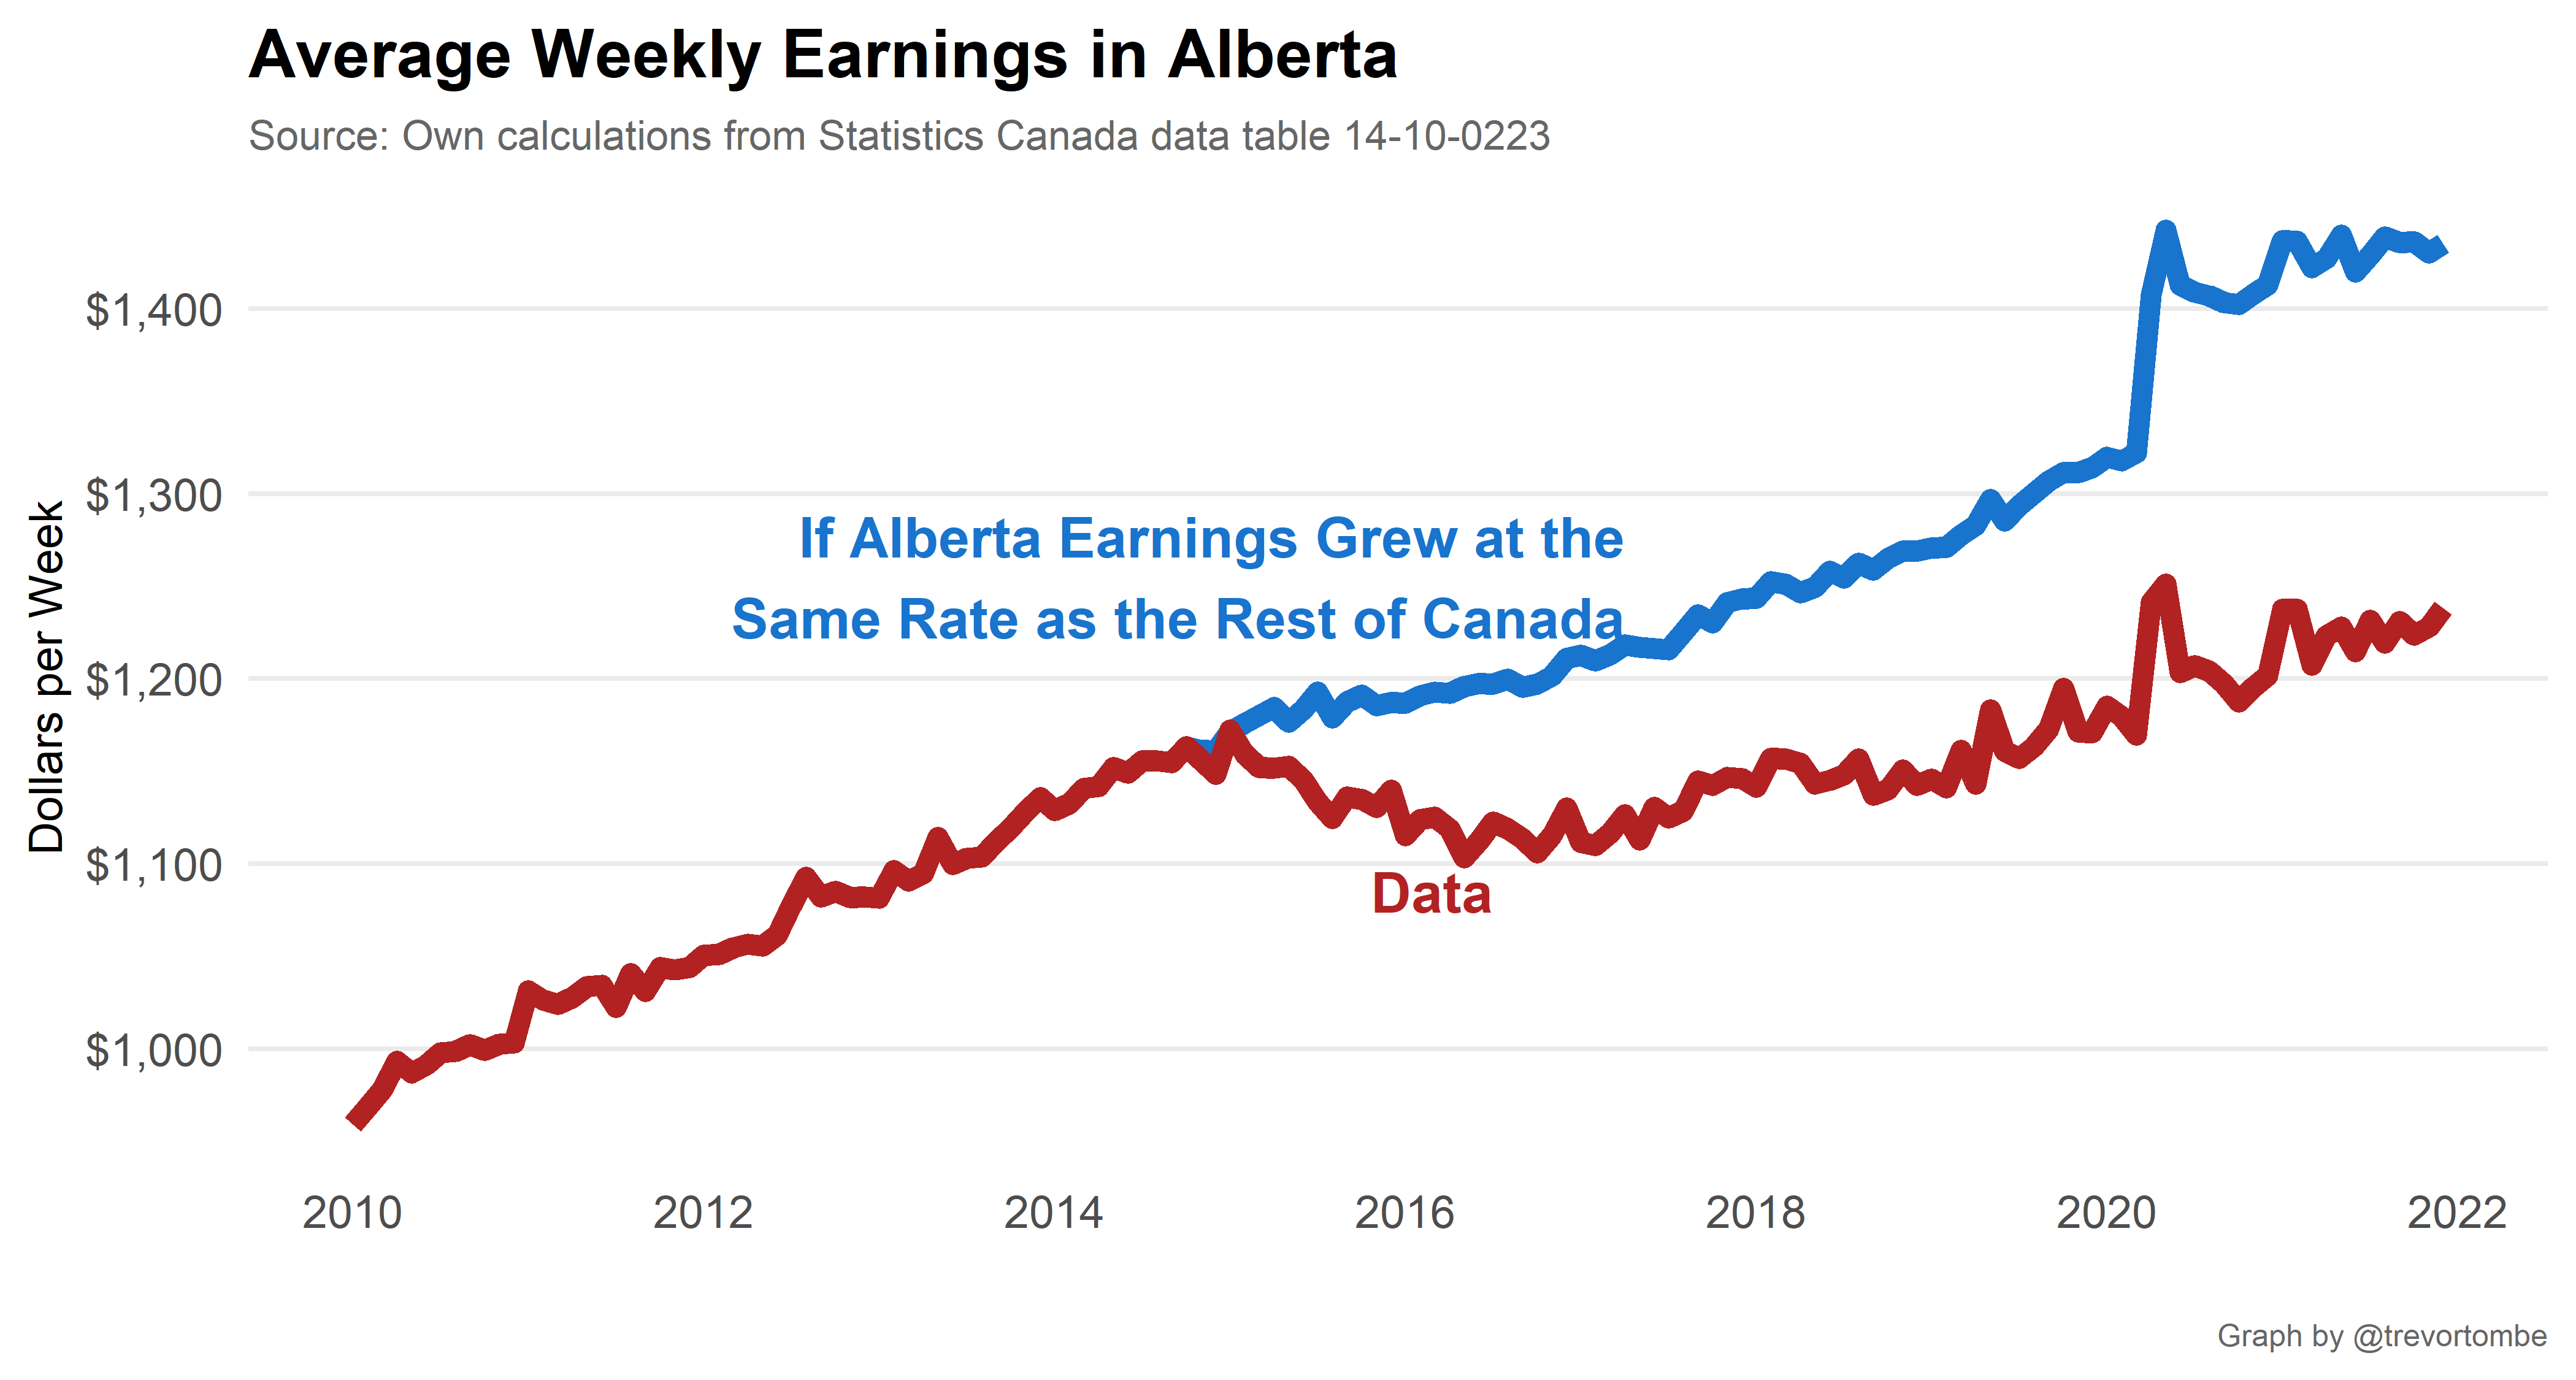 Average Weekly Earnings in Alberta
Source: Own calculations from Statistics Canada data table 14-10-0223
Dollars per Week
$1,400
$1,300
$1,200
$1,100
$1,000
If Alberta Earnings Grew at the
Same Rate as the Rest of Canada
Data
2010
2012
2014
2016
2018
2020
2022
Graph by @trevortombe